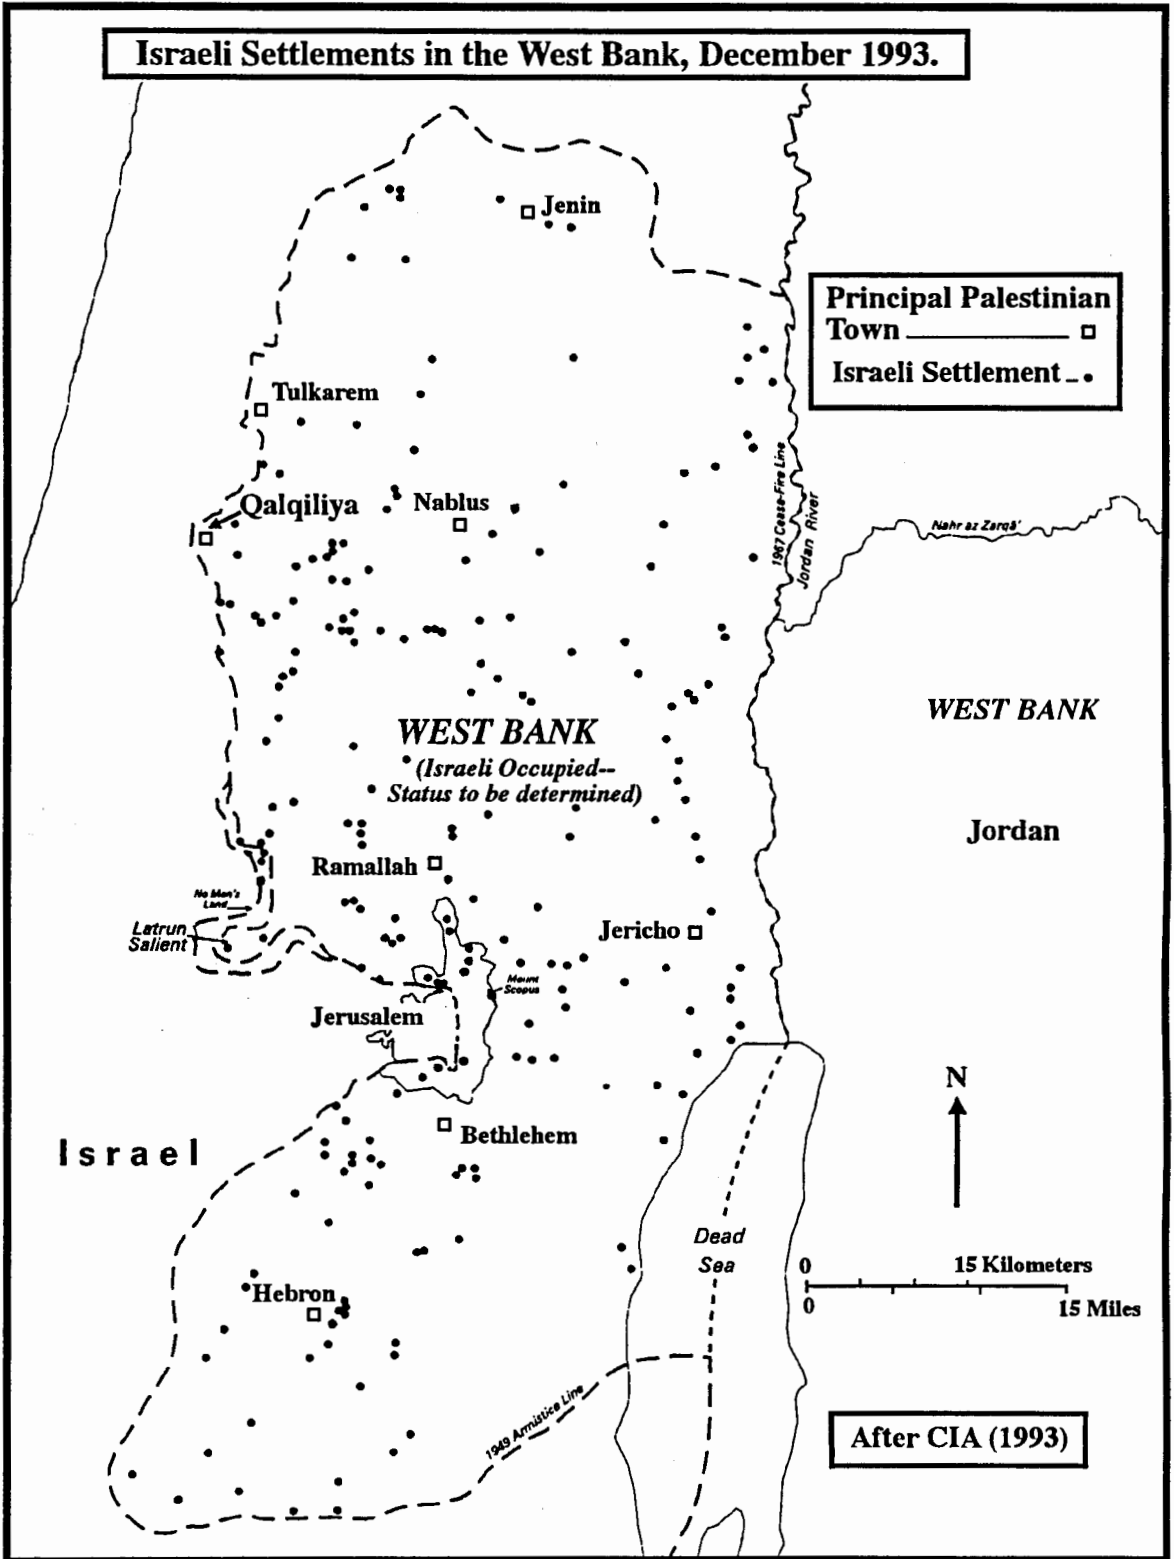 Israeli Settlements in the West Bank, December 1993.
Jenin
Principal Palestinian
Town
Israeli Settlement
Tulkarem
Qalqiliya
Nablus
1967 Cease-Fire Line
Jordan River
Nahr az Zarqā'
WEST BANK
(Israeli Occupied--
Status to be determined)
WEST BANK
Jordan
Ramallah
No Man's
Land
Latrun
Salient
Jericho
Mount
Scopus
Jerusalem
N
Bethlehem
Israel
Dead
Sea
0 15 Kilometers
0 15 Miles
Hebron
1949 Armistice Line
After CIA (1993)